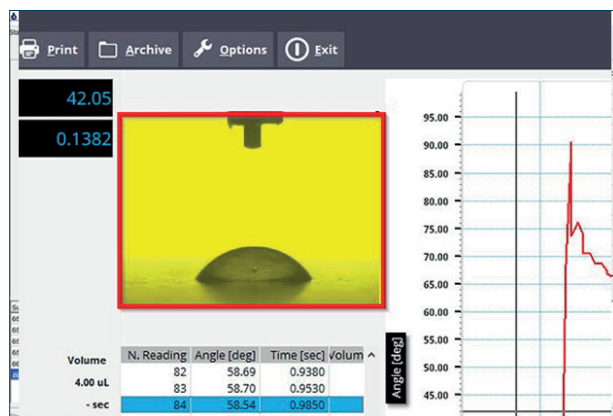 Print Archive Options Exit
42.05
0.1382
95.00
90.00
85.00
80.00
75.00
70.00
65.00
60.00
55.00
50.00
45.00
Angle [deg]
Volume
4.00 uL
- sec
N. Reading Angle [deg] Time [sec] Volum
82 58.69 0.9380
83 58.70 0.9530
84 58.54 0.9850